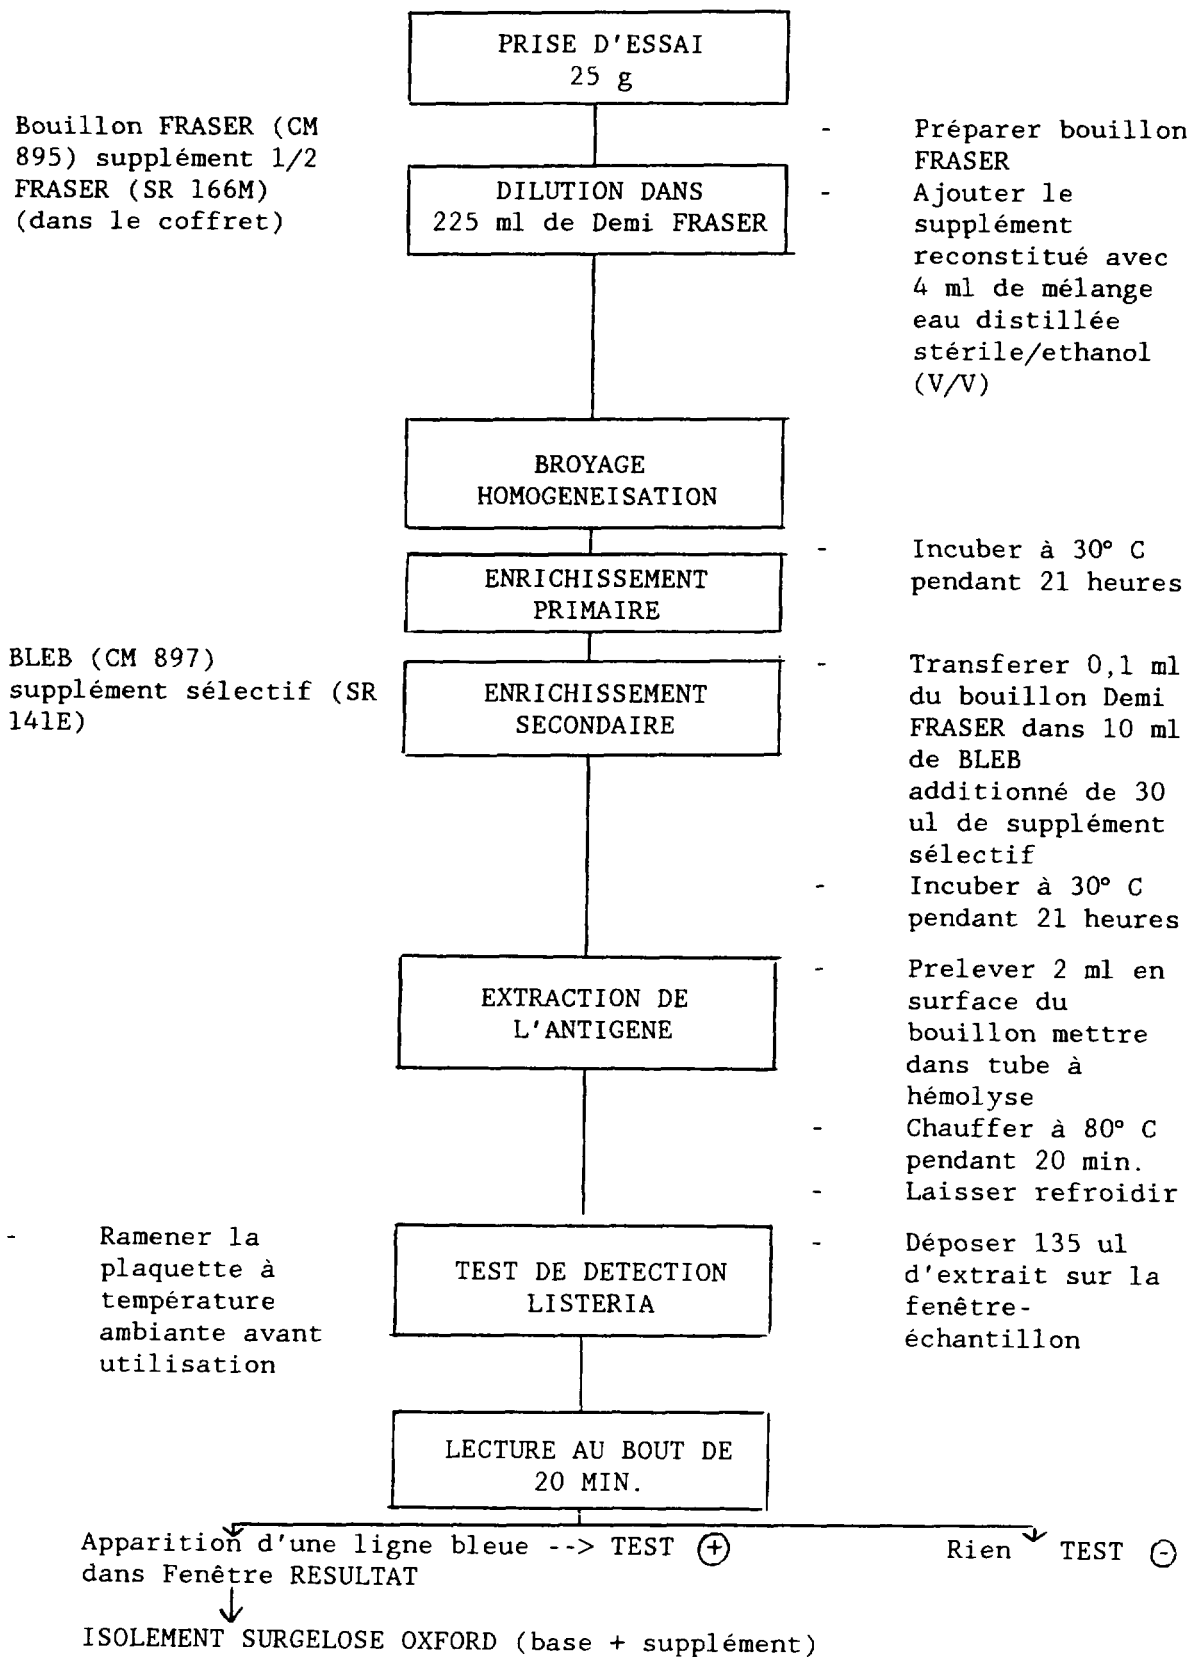 PRISE D'ESSAI
25 g
Bouillon FRASER (CM
895) supplément 1/2
FRASER (SR 166M)
(dans le coffret)
DILUTION DANS
225 ml de Demi FRASER
- Préparer bouillon
FRASER
- Ajouter le
supplément
reconstitué avec
4 ml de mélange
eau distillée
stérile/ethanol
(V/V)
BROYAGE
HOMOGENEISATION
ENRICHISSEMENT
PRIMAIRE
- Incuber à 30° C
pendant 21 heures
BLEB (CM 897)
supplément sélectif (SR
141E)
ENRICHISSEMENT
SECONDAIRE
- Transferer 0,1 ml
du bouillon Demi
FRASER dans 10 ml
de BLEB
additionné de 30
ul de supplément
sélectif
- Incuber à 30° C
pendant 21 heures
EXTRACTION DE
L'ANTIGENE
- Prelever 2 ml en
surface du
bouillon mettre
dans tube à
hémolyse
- Chauffer à 80° C
pendant 20 min.
- Laisser refroidir
- Ramener la
plaquette à
température
ambiante avant
utilisation
TEST DE DETECTION
LISTERIA
- Déposer 135 ul
d'extrait sur la
fenêtre-
échantillon
LECTURE AU BOUT DE
20 MIN.
Apparition d'une ligne bleue --> TEST (+)
dans Fenêtre RESULTAT
Rien TEST (-)
ISOLEMENT SURGELOSE OXFORD (base + supplément)